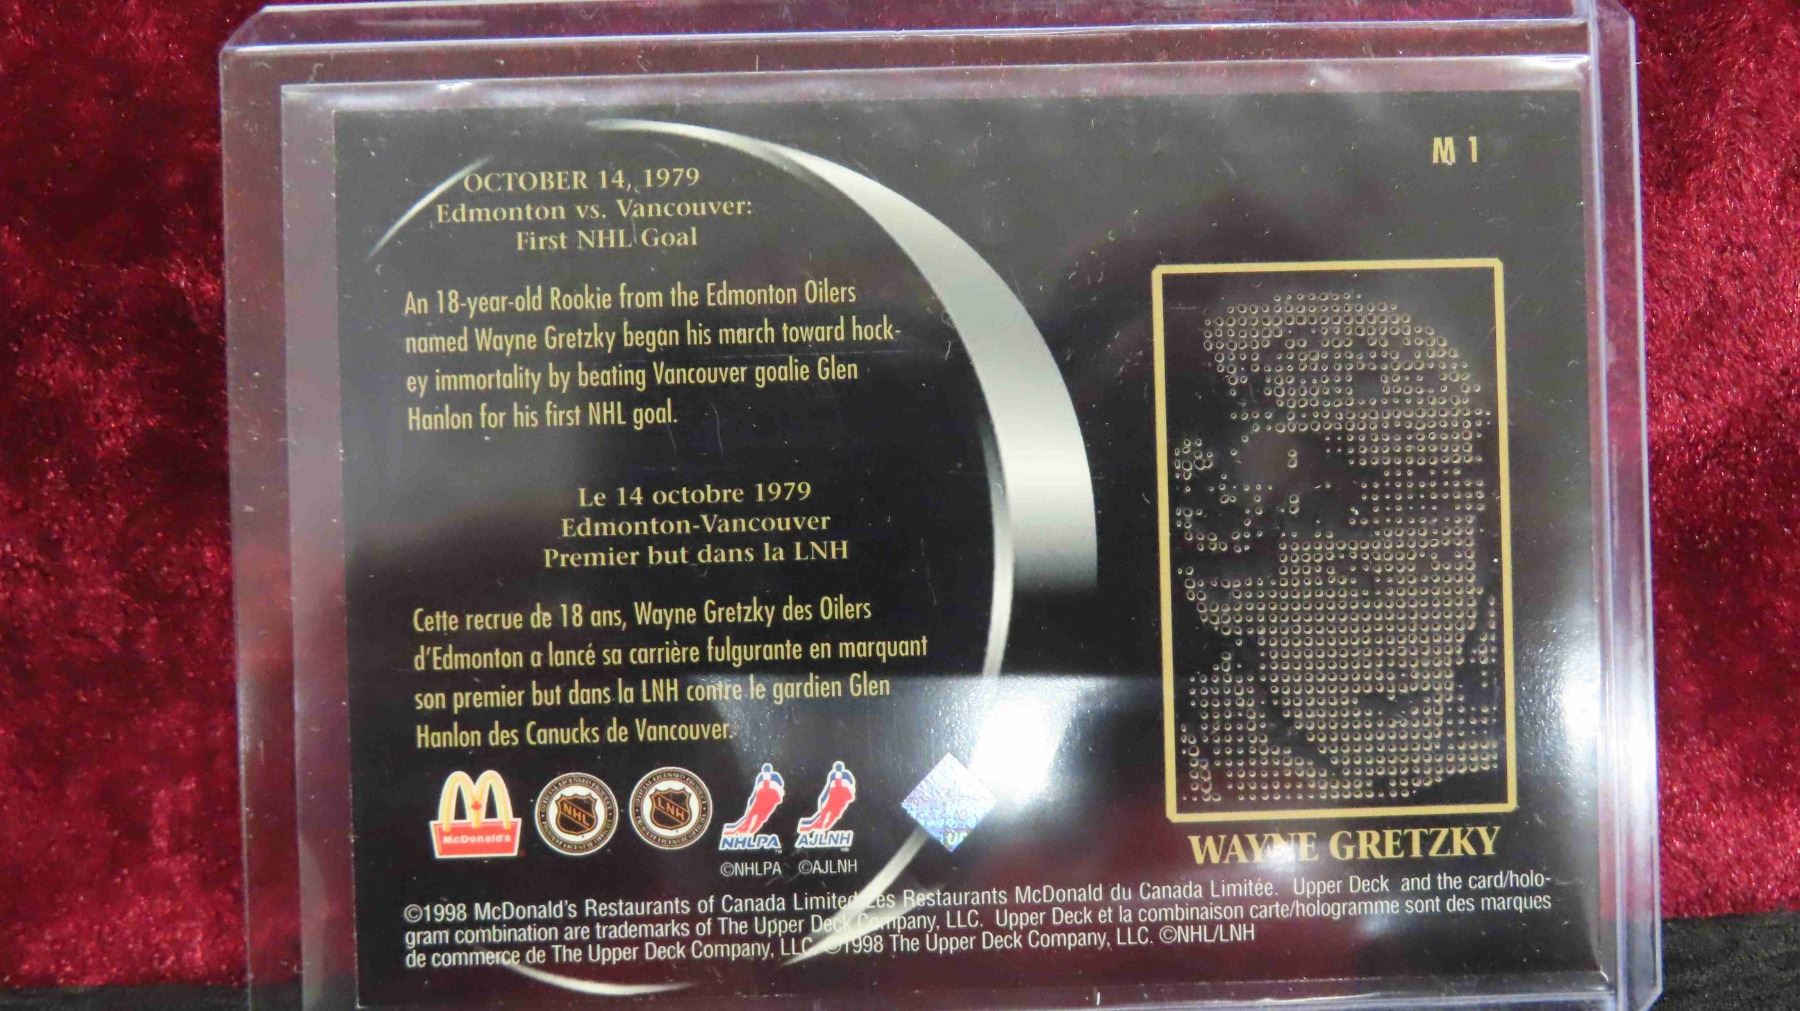 M 1
OCTOBER 14, 1979
Edmonton vs. Vancouver:
First NHL Goal
An 18-year-old Rookie from the Edmonton Oilers
named Wayne Gretzky began his march toward hock-
ey immortality by beating Vancouver goalie Glen
Hanlon for his first NHL goal.
Le 14 octobre 1979
Edmonton-Vancouver
Premier but dans la LNH
Cette recrue de 18 ans, Wayne Gretzky des Oilers
d'Edmonton a lancé sa carrière fulgurante en marquant
son premier but dans la LNH contre le gardien Glen
Hanlon des Canucks de Vancouver.
McDonald's NHL LNH NHLPA AJLNH
©NHLPA ©AJLNH
WAYNE GRETZKY
©1998 McDonald's Restaurants of Canada Limited/Les Restaurants McDonald du Canada Limitée. Upper Deck and the card/holo-
gram combination are trademarks of The Upper Deck Company, LLC. Upper Deck et la combinaison carte/hologramme sont des marques
de commerce de The Upper Deck Company, LLC. ©1998 The Upper Deck Company, LLC. ©NHL/LNH